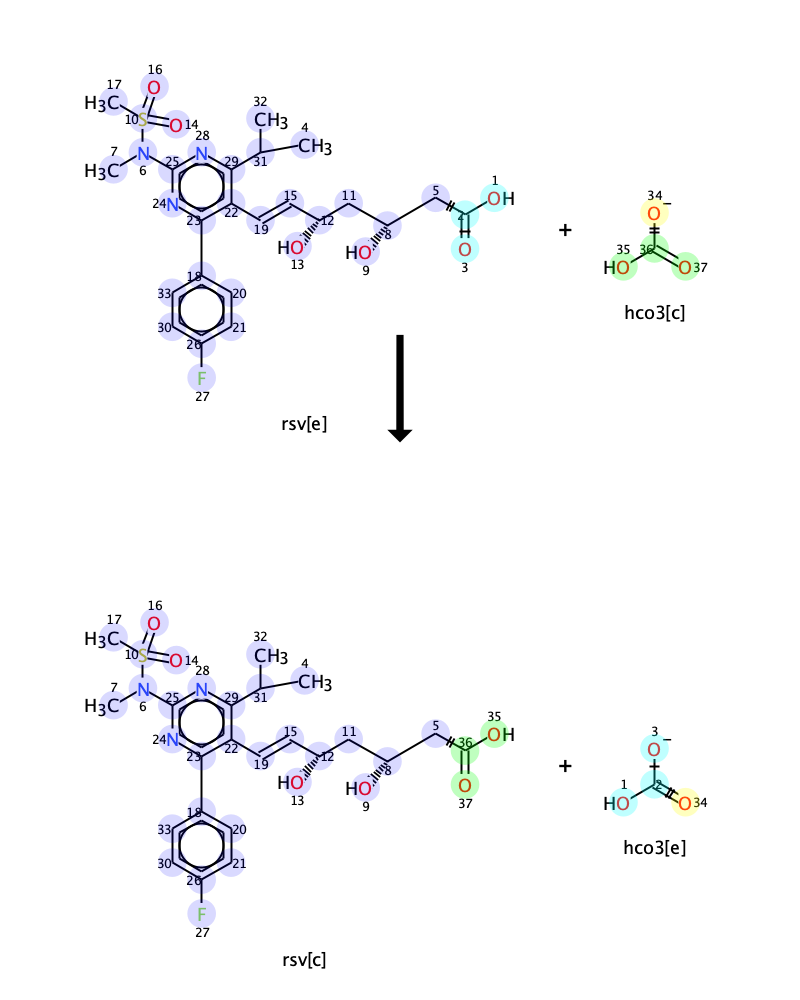 16
17 O
H3C 32
10 S O 14 CH3 4
28 CH3
7 N 25 N 29 31
H3C 6 1
24 N 22 15 11 5 OH 34
23 19 12 8 2 O −
HO HO O + 35 36
13 9 3 HO O 37
18
33 20 hco3[c]
30 21
26
F
27
rsv[e]
16
17 O
H3C 32
10 S O 14 CH3 4
28 CH3
7 N 25 N 29 31
H3C 6 35
24 N 22 15 11 5 36 OH 3
23 19 12 8 O −
HO HO O + 1 2
13 9 37 HO O 34
18
33 20 hco3[e]
30 21
26
F
27
rsv[c]